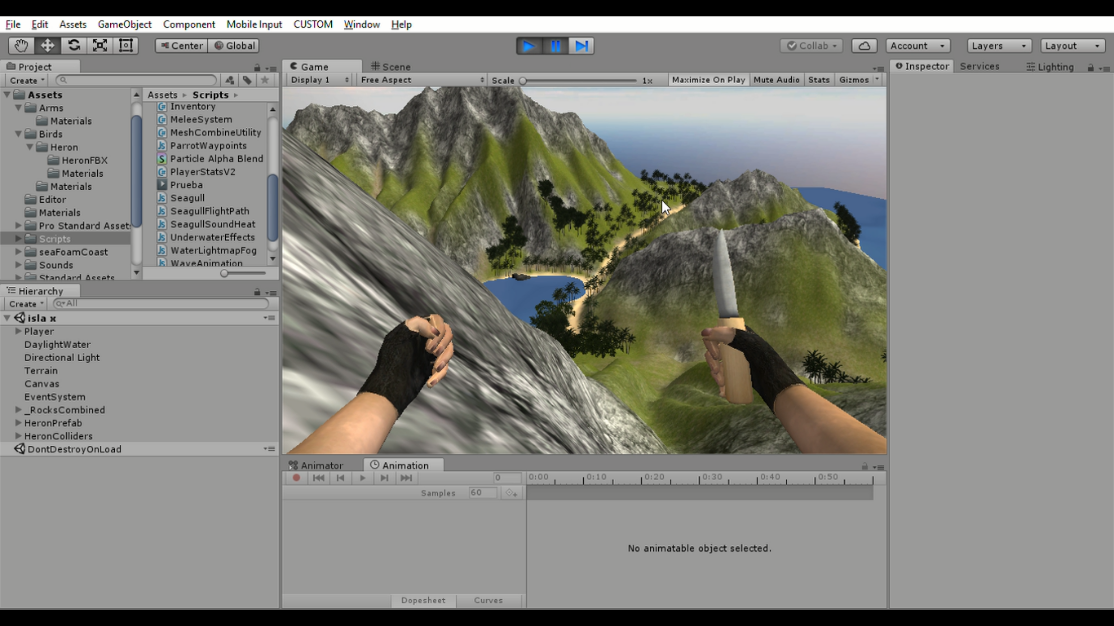 File Edit Assets GameObject Component Mobile Input CUSTOM Window Help
Center Global Collab Account Layers Layout
Project
Create
Assets
Arms
Materials
Birds
Heron
HeronFBX
Materials
Materials
Editor
Materials
Pro Standard Asset
Scripts
seaFoamCoast
Sounds
Standard Assets
Assets Scripts
Inventory
MeleeSystem
MeshCombineUtility
ParrotWaypoints
Particle Alpha Blend
PlayerStatsV2
Prueba
Seagull
SeagullFlightPath
SeagullSoundHeat
UnderwaterEffects
WaterLightmapFog
WaveAnimation
Hierarchy
Create All
isla x
Player
DaylightWater
Directional Light
Terrain
Canvas
EventSystem
_RocksCombined
HeronPrefab
HeronColliders
DontDestroyOnLoad
Game Scene
Display 1 Free Aspect Scale 1x Maximize On Play Mute Audio Stats Gizmos
Animator Animation
0 0:00 0:10 0:20 0:30 0:40 0:50
Samples 60
No animatable object selected.
Dopesheet Curves
Inspector Services Lighting